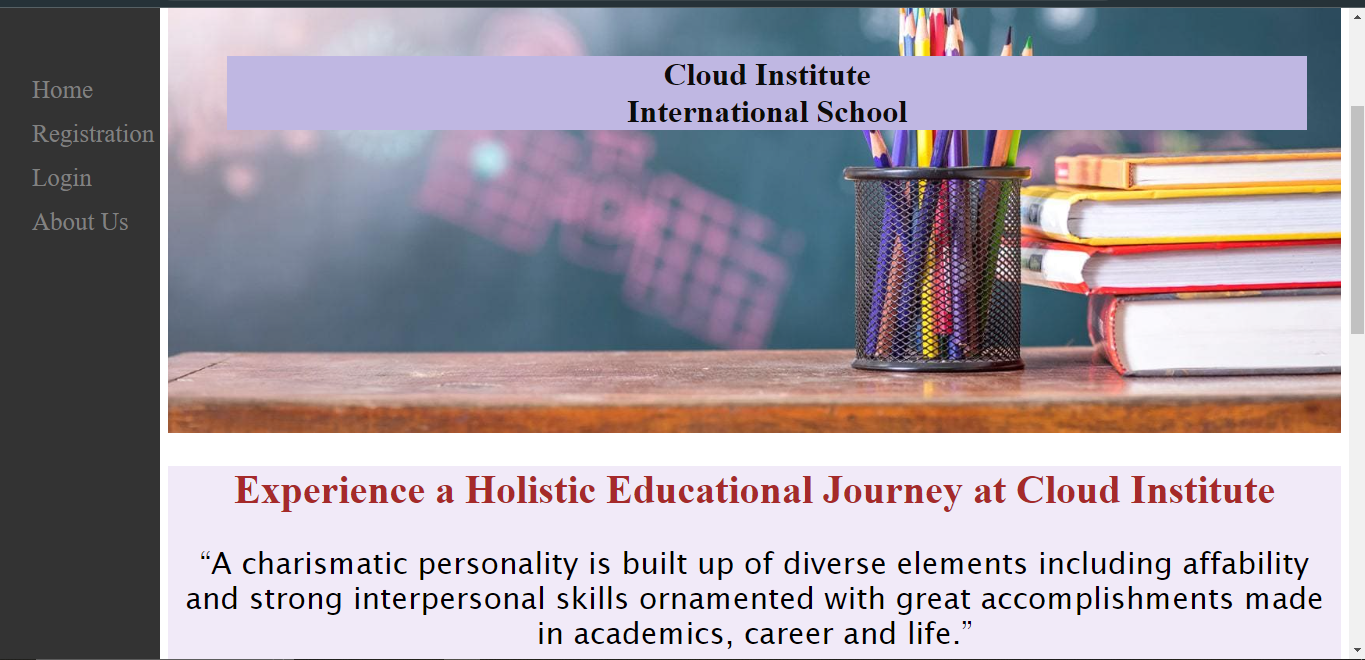 Home
Registration
Login
About Us
Cloud Institute
International School
Experience a Holistic Educational Journey at Cloud Institute
“A charismatic personality is built up of diverse elements including affability
and strong interpersonal skills ornamented with great accomplishments made
in academics, career and life.”